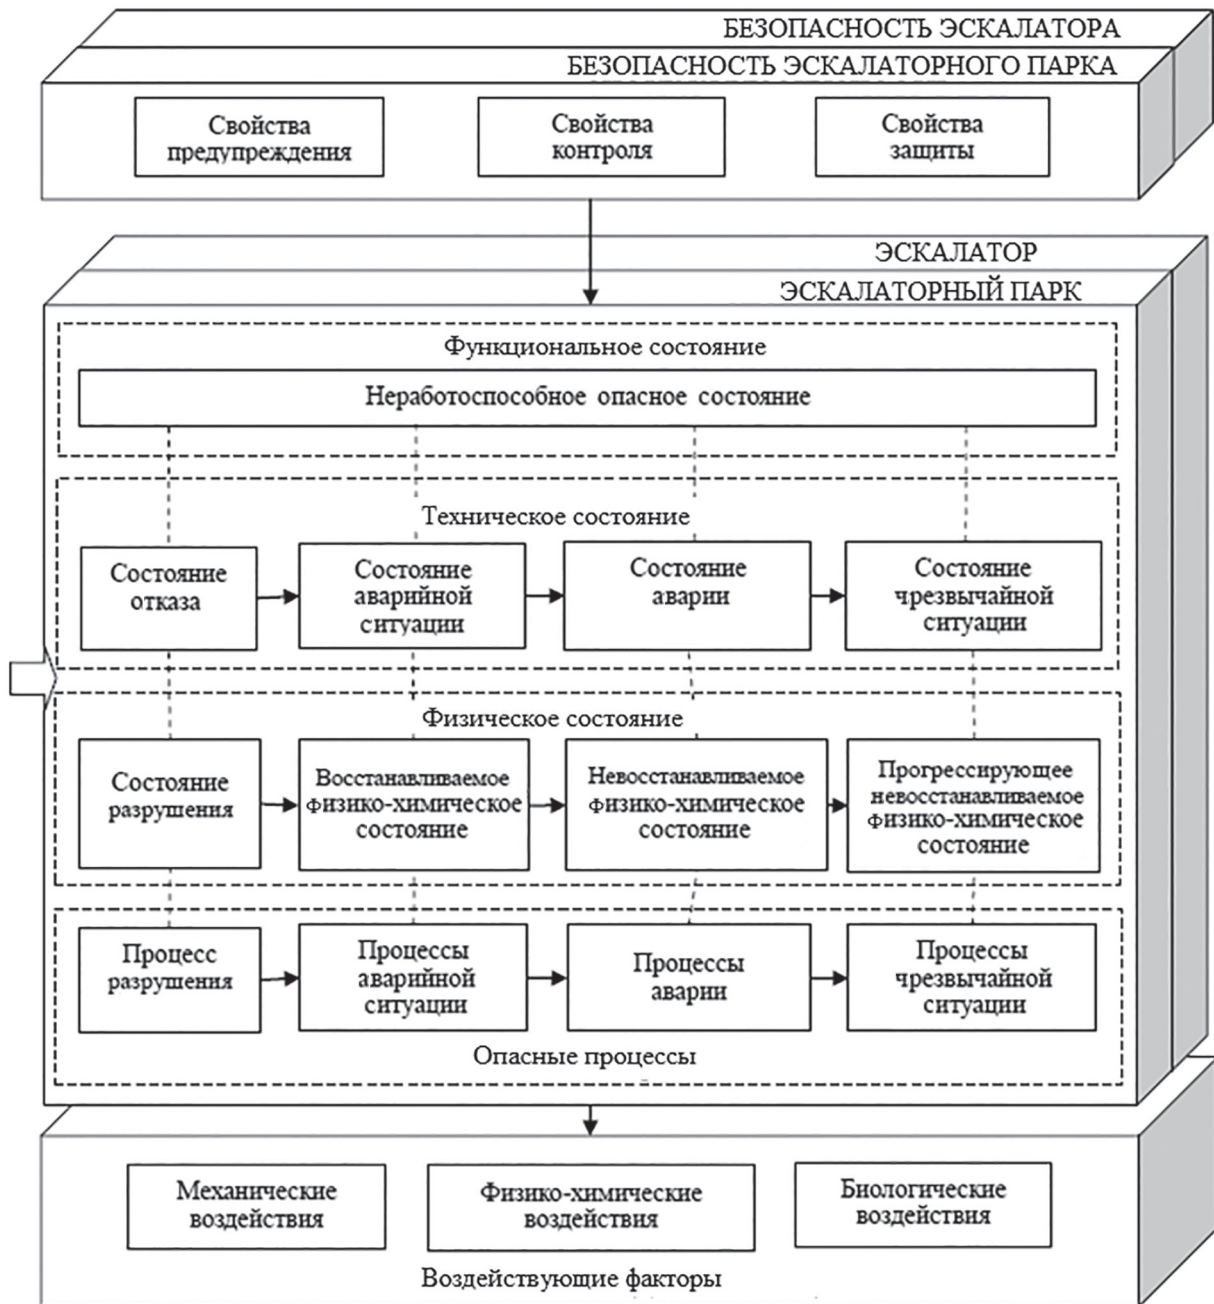 БЕЗОПАСНОСТЬ ЭСКАЛАТОРА
БЕЗОПАСНОСТЬ ЭСКАЛАТОРНОГО ПАРКА
Свойства
предупреждения
Свойства
контроля
Свойства
защиты
ЭСКАЛАТОР
ЭСКАЛАТОРНЫЙ ПАРК
Функциональное состояние
Неработоспособное опасное состояние
Техническое состояние
Состояние
отказа
Состояние
аварийной
ситуации
Состояние
аварии
Состояние
чрезвычайной
ситуации
Физическое состояние
Состояние
разрушения
Восстанавливаемое
физико-химическое
состояние
Невосстанавливаемое
физико-химическое
состояние
Прогрессирующее
невосстанавливаемое
физико-химическое
состояние
Процесс
разрушения
Процессы
аварийной
ситуации
Процессы
аварии
Процессы
чрезвычайной
ситуации
Опасные процессы
Механические
воздействия
Физико-химические
воздействия
Биологические
воздействия
Воздействующие факторы